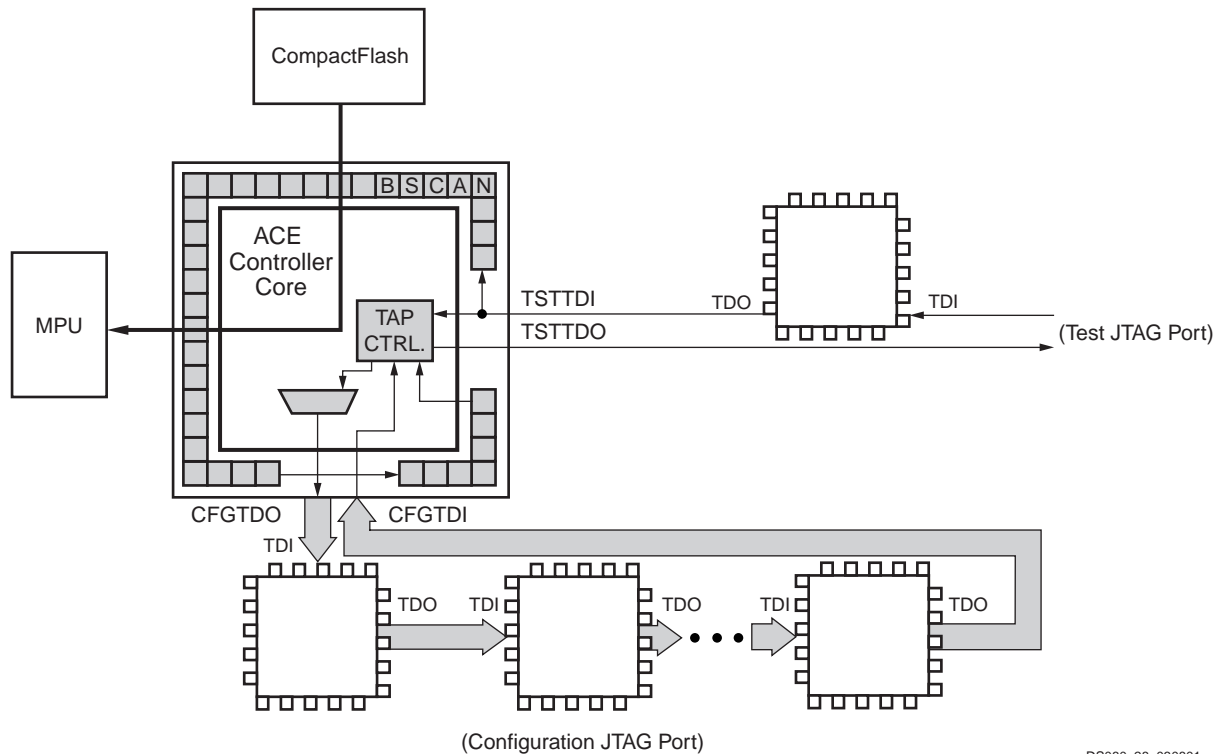 CompactFlash
B S C A N
ACE
Controller
Core
MPU
TAP
CTRL.
TSTTDI
TSTTDO
TDO
TDI
(Test JTAG Port)
CFGTDO
CFGTDI
TDI
TDO
TDI
TDO
TDI
TDO
(Configuration JTAG Port)